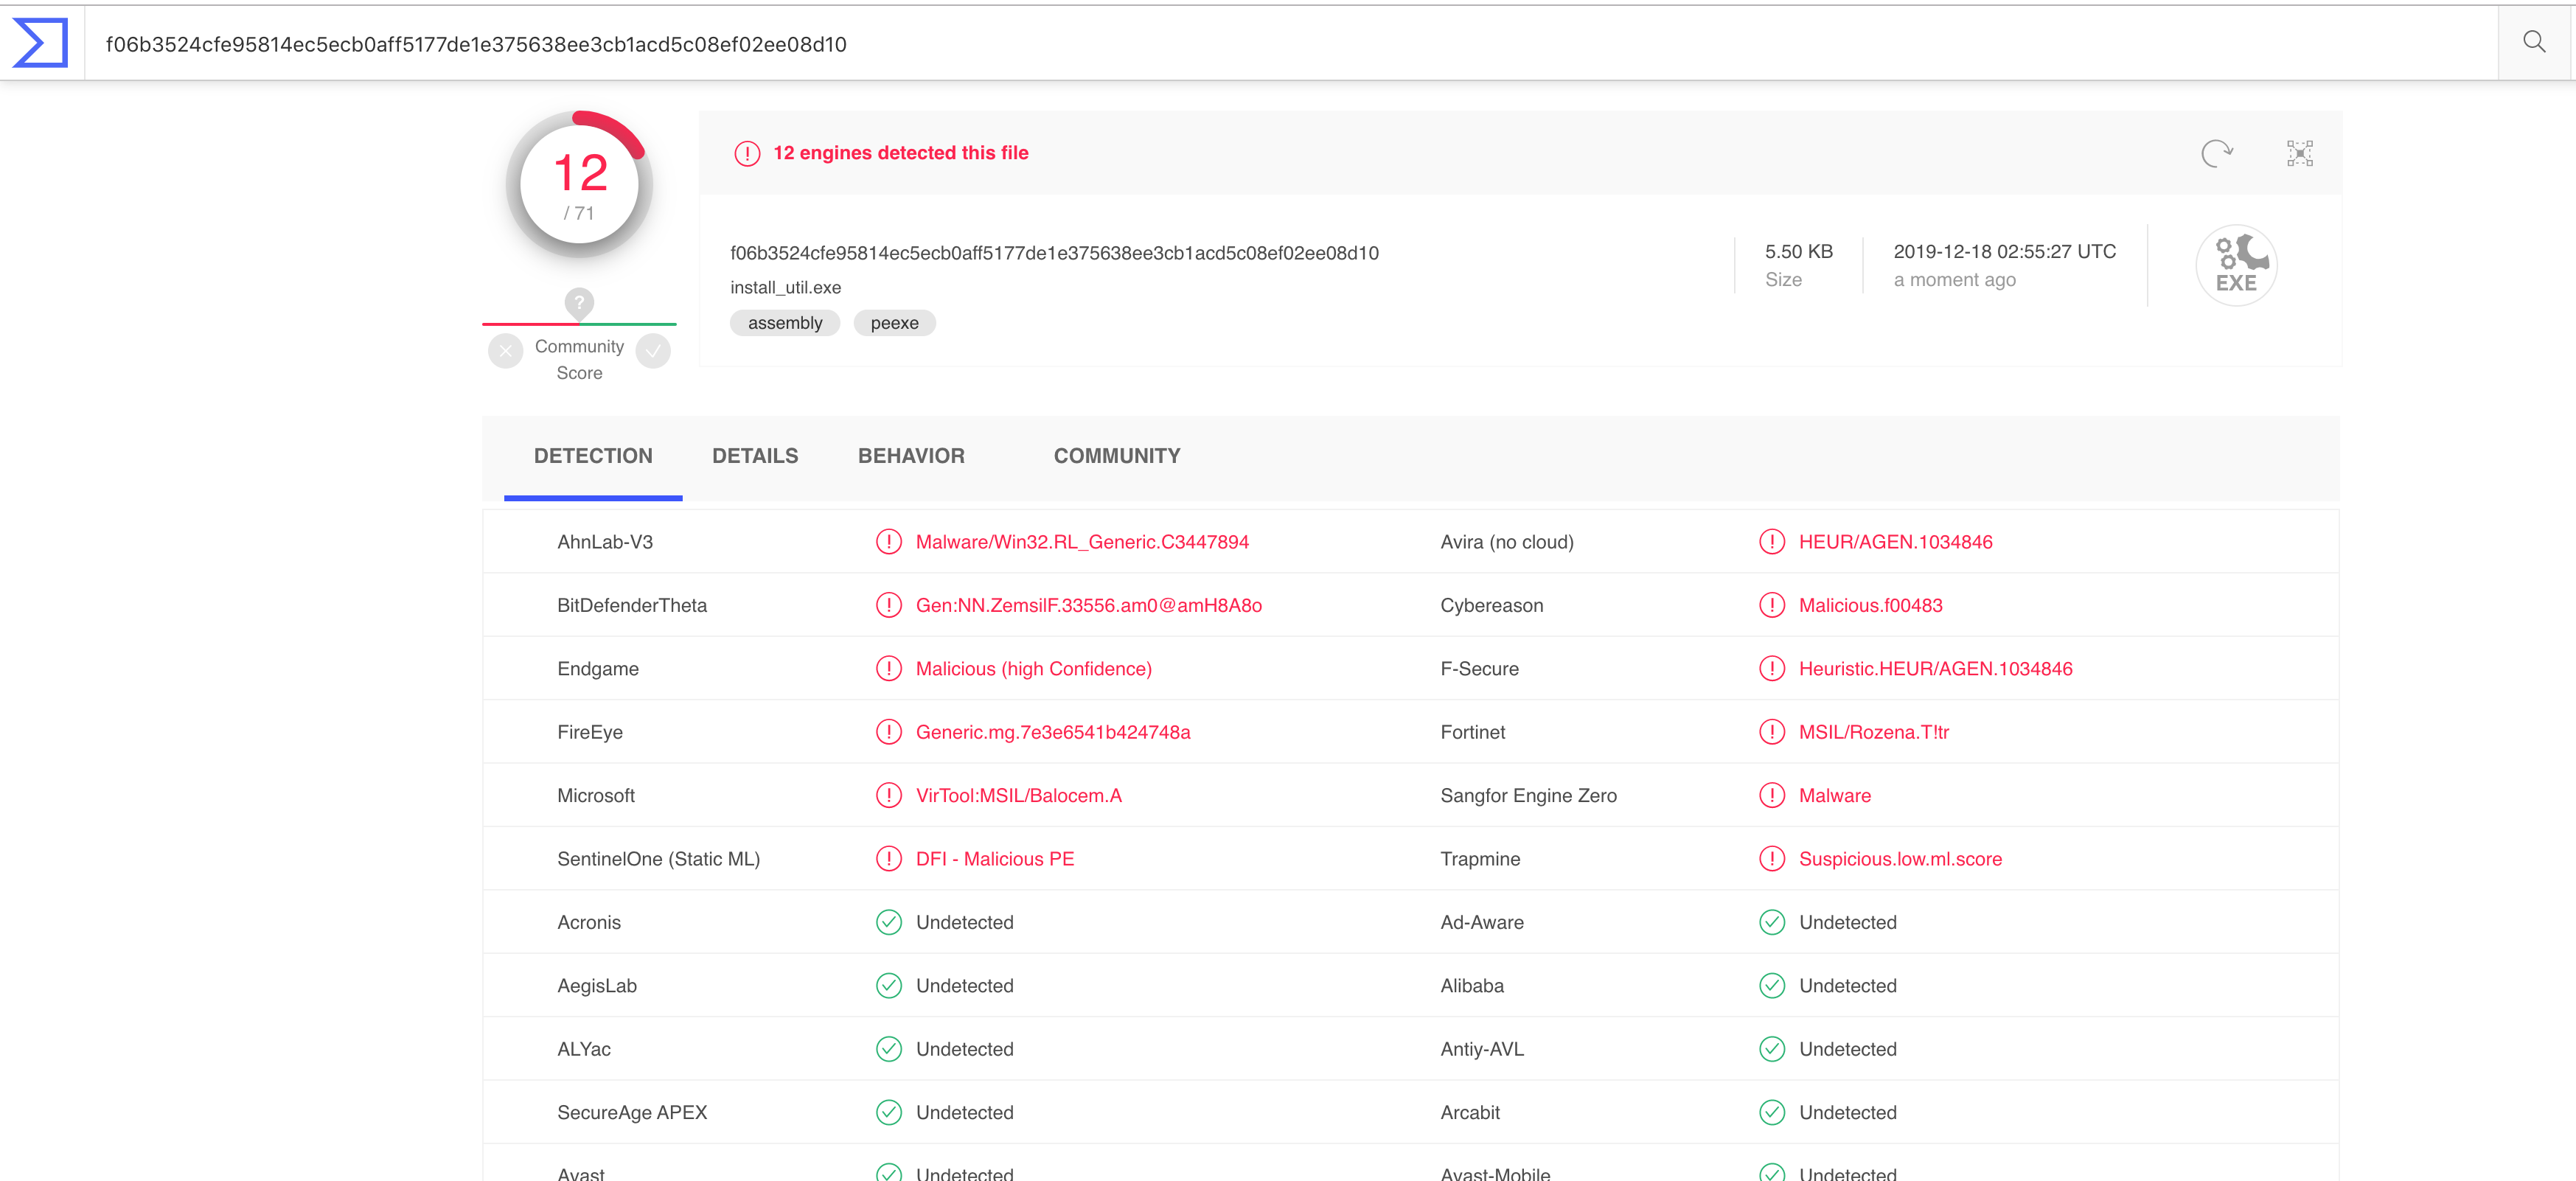 f06b3524cfe95814ec5ecb0aff5177de1e375638ee3cb1acd5c08ef02ee08d10
12
/ 71
12 engines detected this file
f06b3524cfe95814ec5ecb0aff5177de1e375638ee3cb1acd5c08ef02ee08d10
install_util.exe
assembly peexe
5.50 KB
Size
2019-12-18 02:55:27 UTC
a moment ago
EXE
?
Community
Score
DETECTION DETAILS BEHAVIOR COMMUNITY
AhnLab-V3 Malware/Win32.RL_Generic.C3447894 Avira (no cloud) HEUR/AGEN.1034846
BitDefenderTheta Gen:NN.ZemsilF.33556.am0@amH8A8o Cybereason Malicious.f00483
Endgame Malicious (high Confidence) F-Secure Heuristic.HEUR/AGEN.1034846
FireEye Generic.mg.7e3e6541b424748a Fortinet MSIL/Rozena.T!tr
Microsoft VirTool:MSIL/Balocem.A Sangfor Engine Zero Malware
SentinelOne (Static ML) DFI - Malicious PE Trapmine Suspicious.low.ml.score
Acronis Undetected Ad-Aware Undetected
AegisLab Undetected Alibaba Undetected
ALYac Undetected Antiy-AVL Undetected
SecureAge APEX Undetected Arcabit Undetected
Avast Undetected Avast-Mobile Undetected